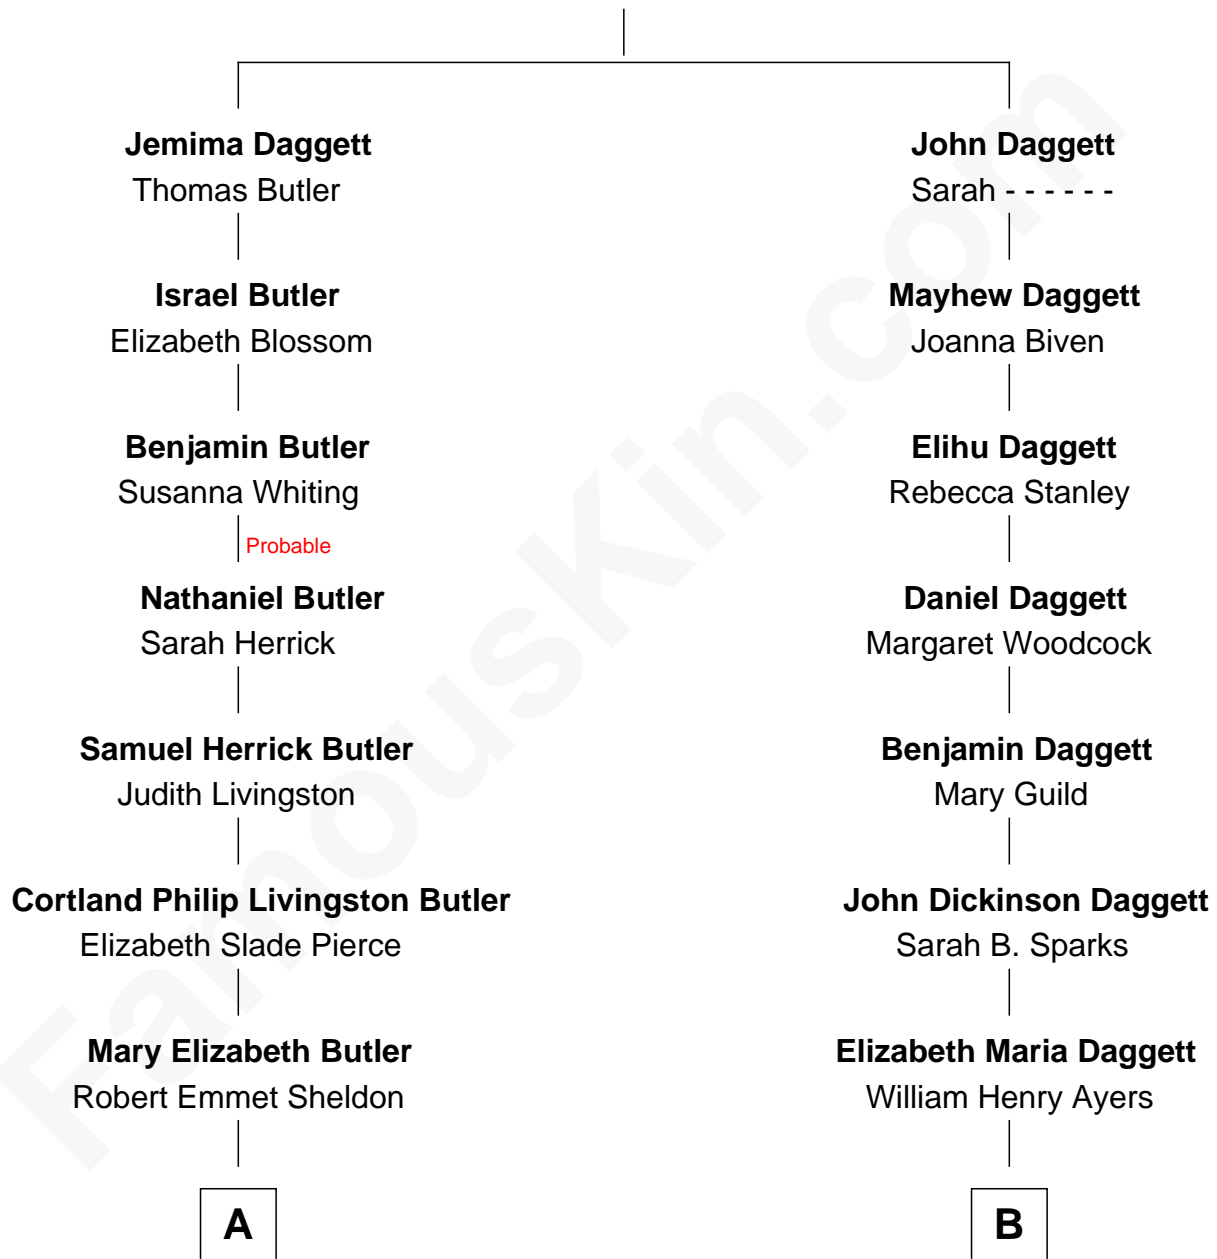 Jemima Daggett
Thomas Butler
Israel Butler
Elizabeth Blossom
Benjamin Butler
Susanna Whiting
Probable
Nathaniel Butler
Sarah Herrick
Samuel Herrick Butler
Judith Livingston
Cortland Philip Livingston Butler
Elizabeth Slade Pierce
Mary Elizabeth Butler
Robert Emmet Sheldon
A
John Daggett
Sarah - - - - - -
Mayhew Daggett
Joanna Biven
Elihu Daggett
Rebecca Stanley
Daniel Daggett
Margaret Woodcock
Benjamin Daggett
Mary Guild
John Dickinson Daggett
Sarah B. Sparks
Elizabeth Maria Daggett
William Henry Ayers
B
FamousKin.com